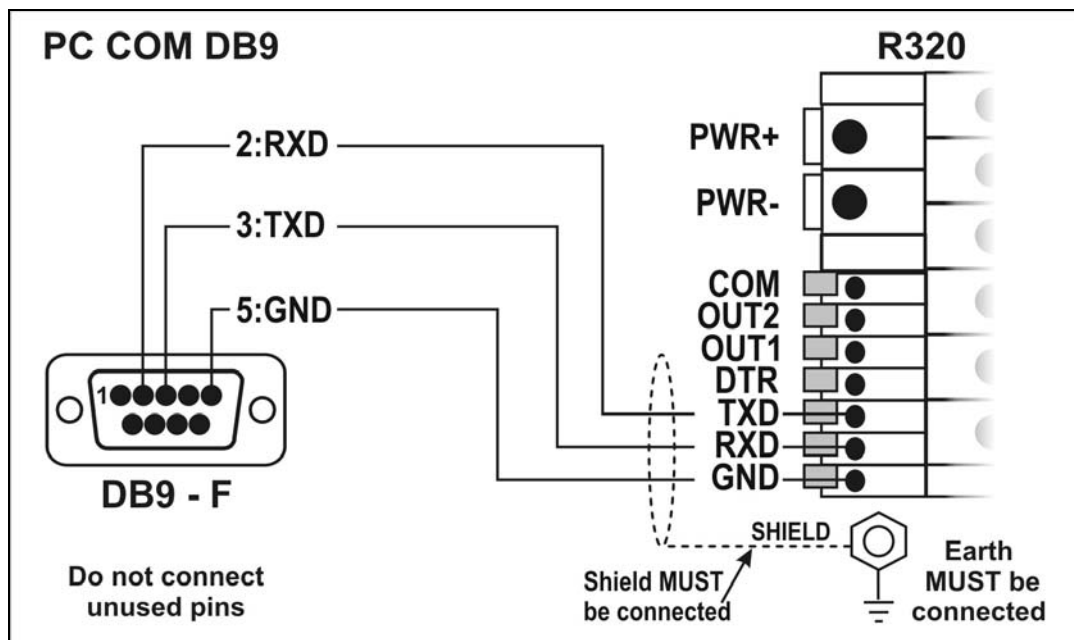 PC COM DB9
R320
2:RXD
3:TXD
5:GND
1
DB9 - F
Do not connect
unused pins
PWR+
PWR-
COM
OUT2
OUT1
DTR
TXD
RXD
GND
SHIELD
Shield MUST
be connected
Earth
MUST be
connected